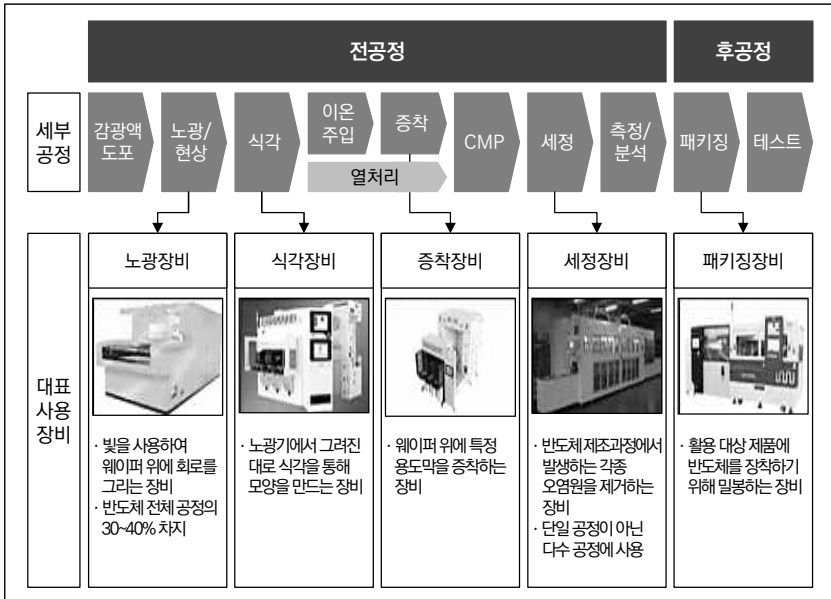 전공정
후공정
세부
공정
감광액
도포
노광/
현상
식각
이온
주입
증착
열처리
CMP
세정
측정/
분석
패키징
테스트
대표
사용
장비
노광장비
· 빛을 사용하여
웨이퍼 위에 회로를
그리는 장비
· 반도체 전체 공정의
30~40% 차지
식각장비
· 노광기에서 그려진
대로 식각을 통해
모양을 만드는 장비
증착장비
· 웨이퍼 위에 특정
용도막을 증착하는
장비
세정장비
· 반도체 제조과정에서
발생하는 각종
오염원을 제거하는
장비
· 단일 공정이 아닌
다수 공정에 사용
패키징장비
· 활용 대상 제품에
반도체를 장착하기
위해 밀봉하는 장비